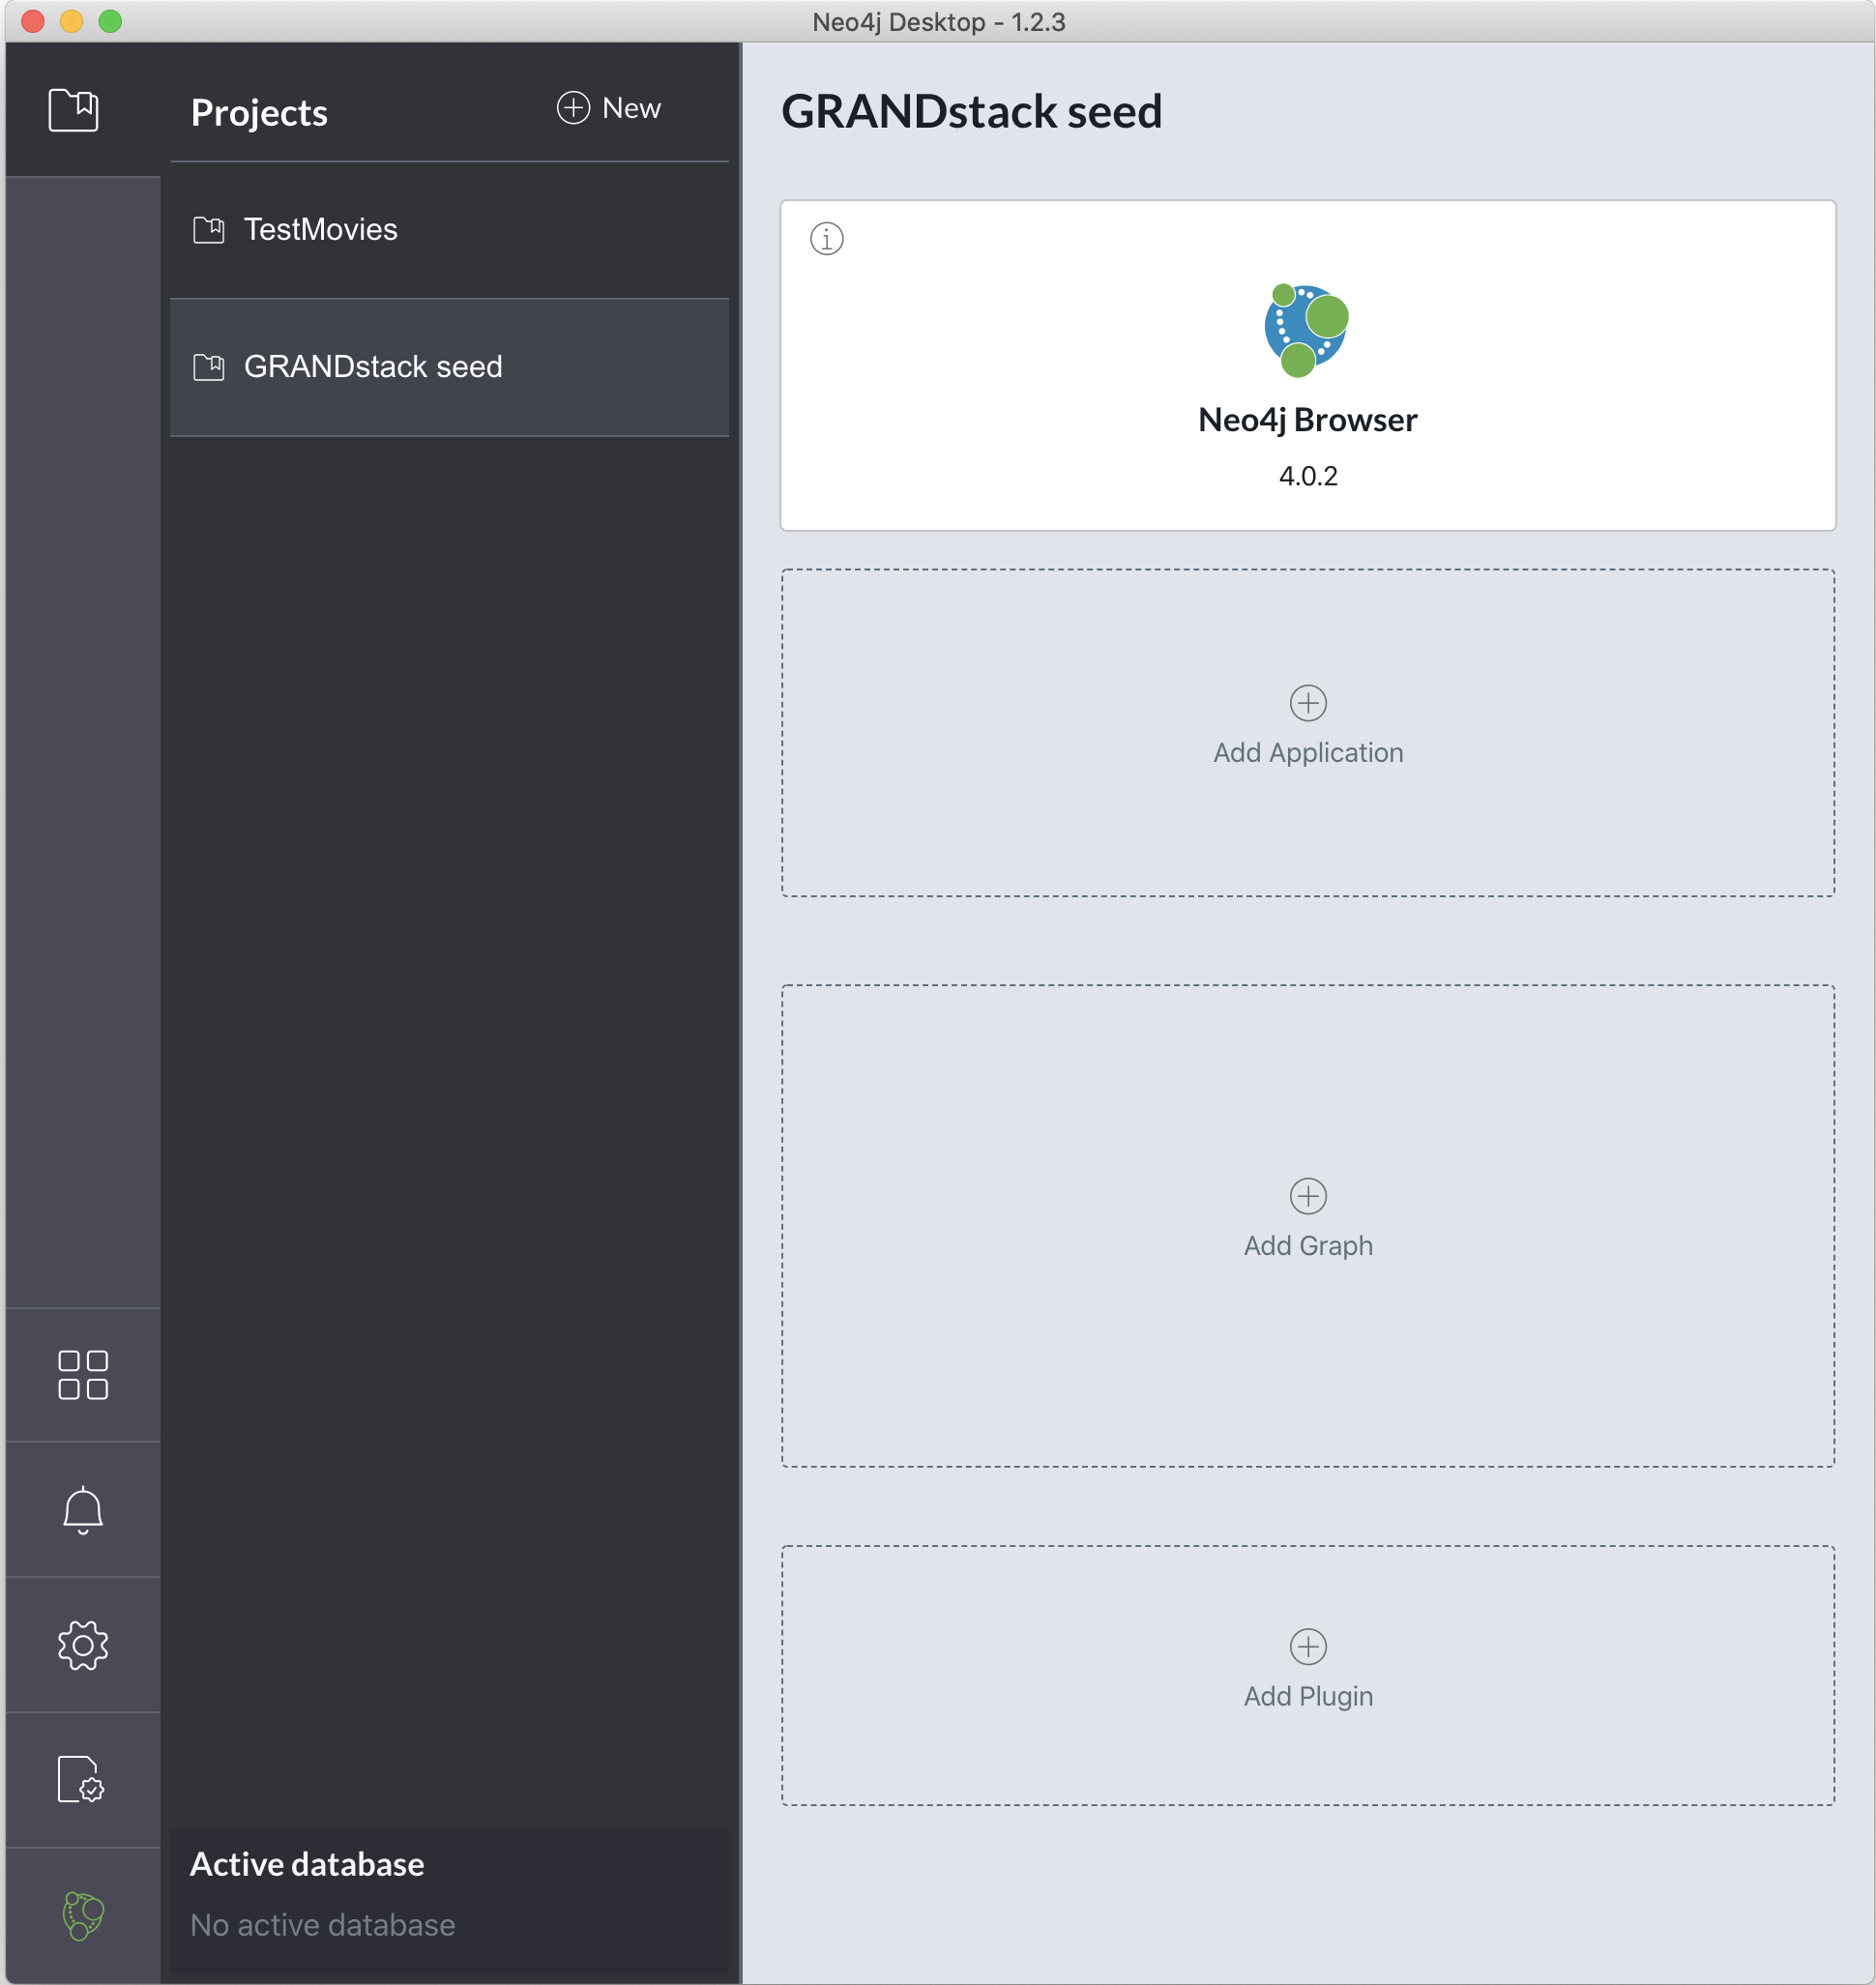 Neo4j Desktop - 1.2.3
Projects
New
TestMovies
GRANDstack seed
Active database
No active database
GRANDstack seed
Neo4j Browser
4.0.2
Add Application
Add Graph
Add Plugin